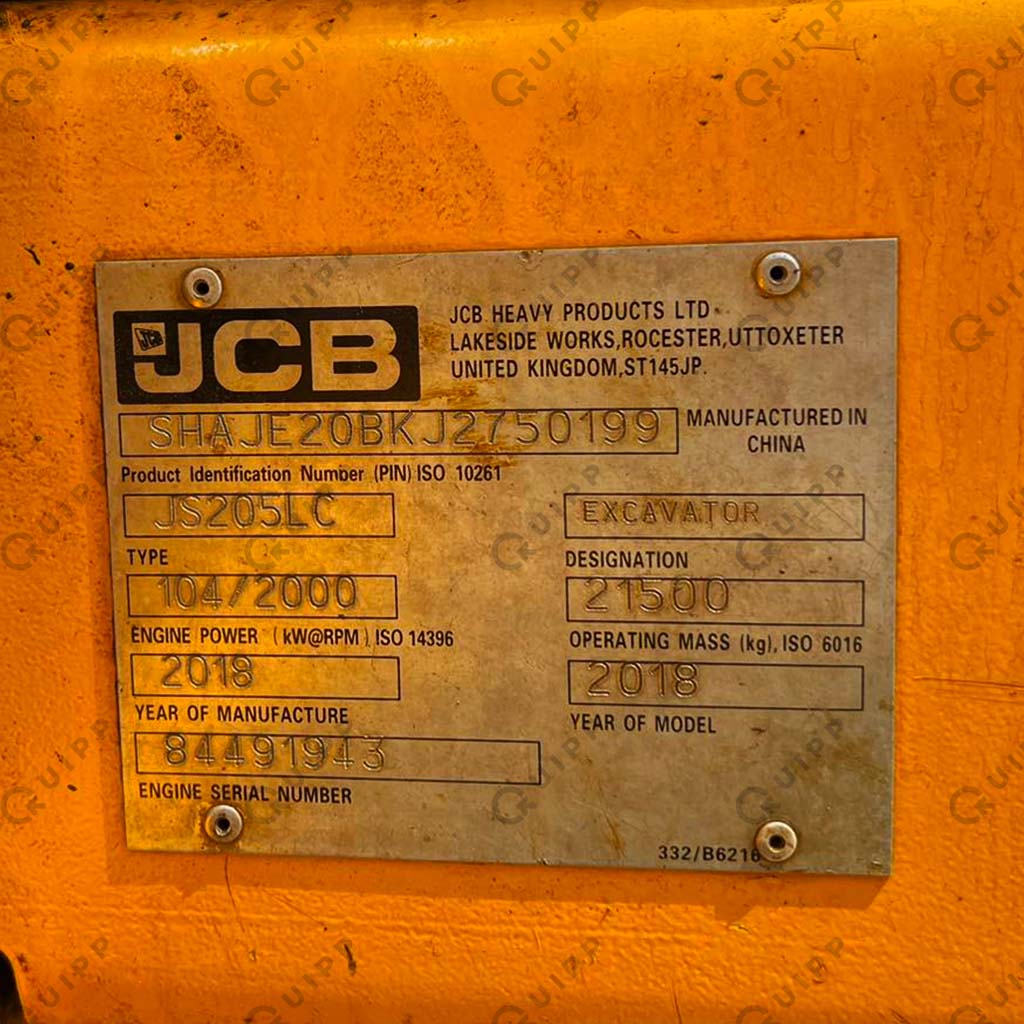 JCB
JCB HEAVY PRODUCTS LTD
LAKESIDE WORKS,ROCESTER,UTTOXETER
UNITED KINGDOM,ST145JP.
SHAJE20BKJ2750199
MANUFACTURED IN
CHINA
Product Identification Number (PIN) ISO 10261
JS205LC
EXCAVATOR
TYPE
DESIGNATION
104/2000
21500
ENGINE POWER (kW@RPM), ISO 14396
OPERATING MASS (kg), ISO 6016
2018
2018
YEAR OF MANUFACTURE
YEAR OF MODEL
84491943
ENGINE SERIAL NUMBER
332/B6216
QUIPP